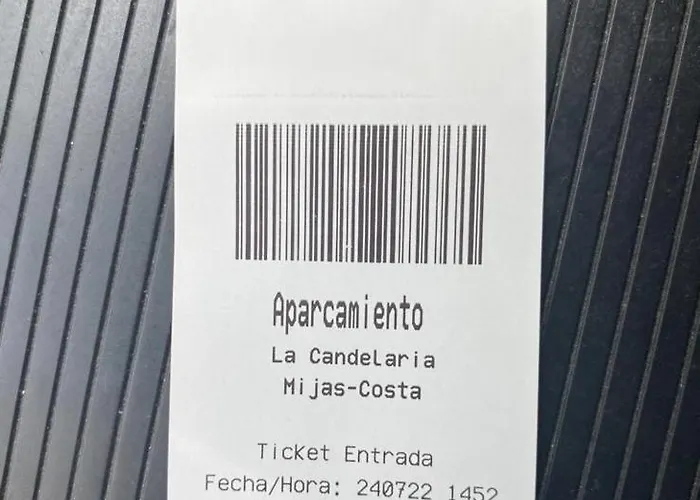 Aparcamiento
La Candelaria
Mijas-Costa
Ticket Entrada
Fecha/Hora: 240722 1452